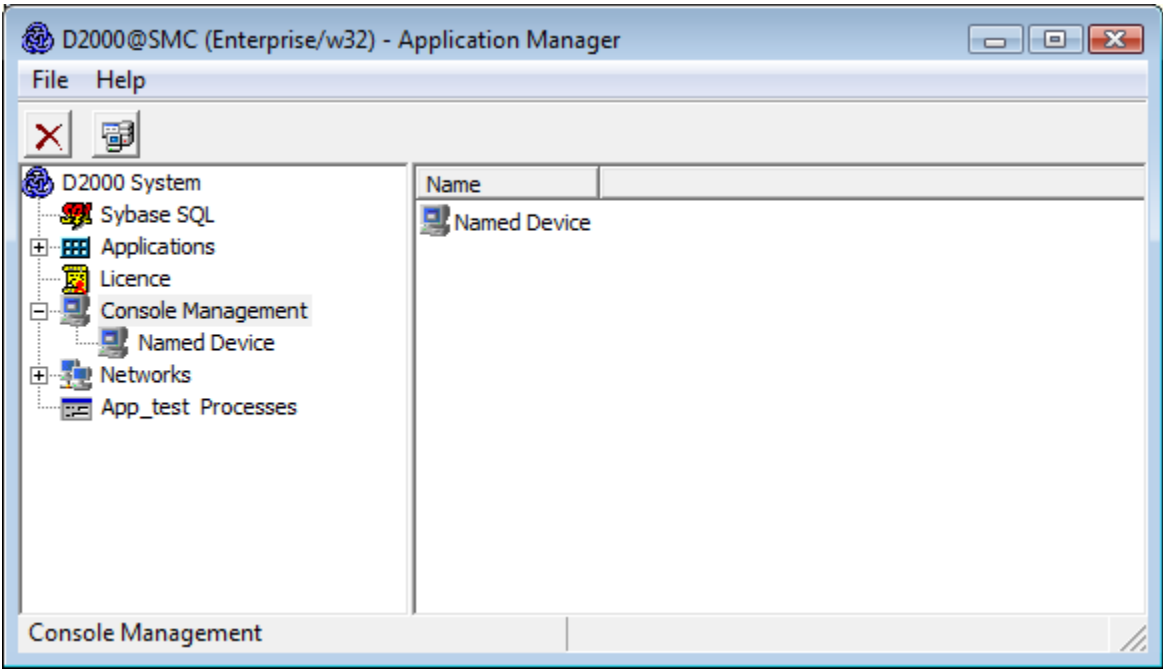 D2000@SMC (Enterprise/w32) - Application Manager
File Help
D2000 System
Sybase SQL
Applications
Licence
Console Management
Named Device
Networks
App_test Processes
Name
Named Device
Console Management